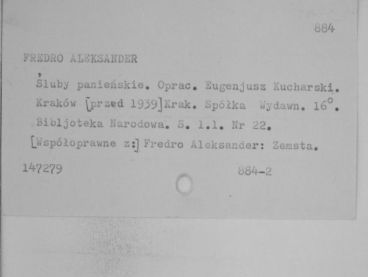 884
FREDRO ALEKSANDER
Śluby panieńskie. Oprac. Eugenjusz Kucharski.
Kraków [przed 1939] Krak. Spółka Wydawn. 16°.
Bibljoteka Narodowa. S. 1.1. Nr 22.
[Współoprawne z:] Fredro Aleksander: Zemsta.
147279 884-2